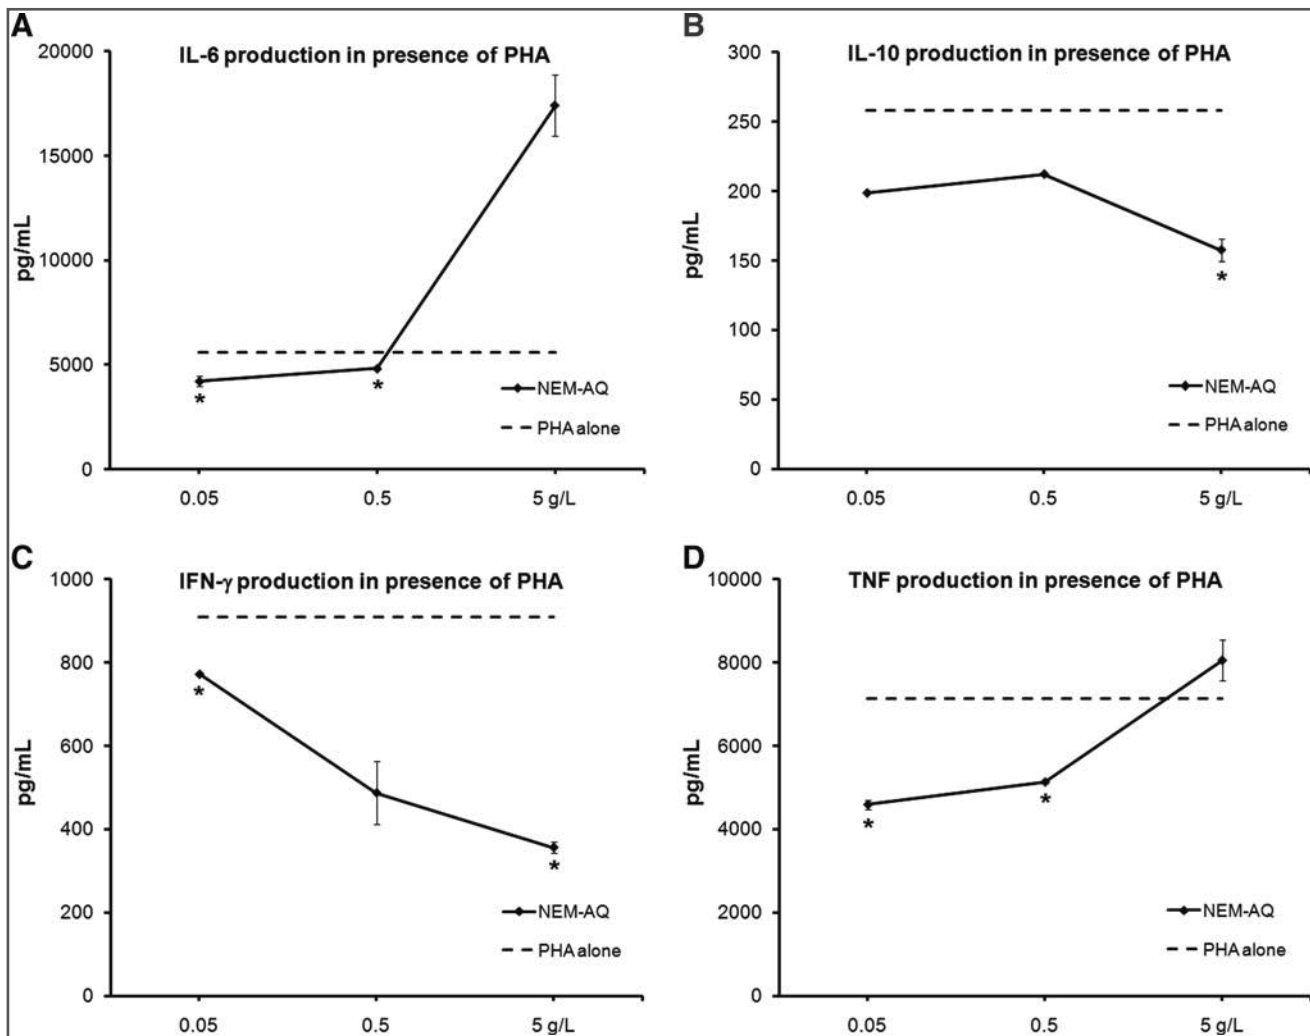 A
IL-6 production in presence of PHA
20000
15000
10000
5000
0
pg/mL
*
*
NEM-AQ
PHA alone
0.05
0.5
5 g/L
B
IL-10 production in presence of PHA
300
250
200
150
100
50
0
pg/mL
*
NEM-AQ
PHA alone
0.05
0.5
5 g/L
C
IFN-γ production in presence of PHA
1000
800
600
400
200
0
pg/mL
*
*
NEM-AQ
PHA alone
0.05
0.5
5 g/L
D
TNF production in presence of PHA
10000
8000
6000
4000
2000
0
pg/mL
*
*
NEM-AQ
PHA alone
0.05
0.5
5 g/L